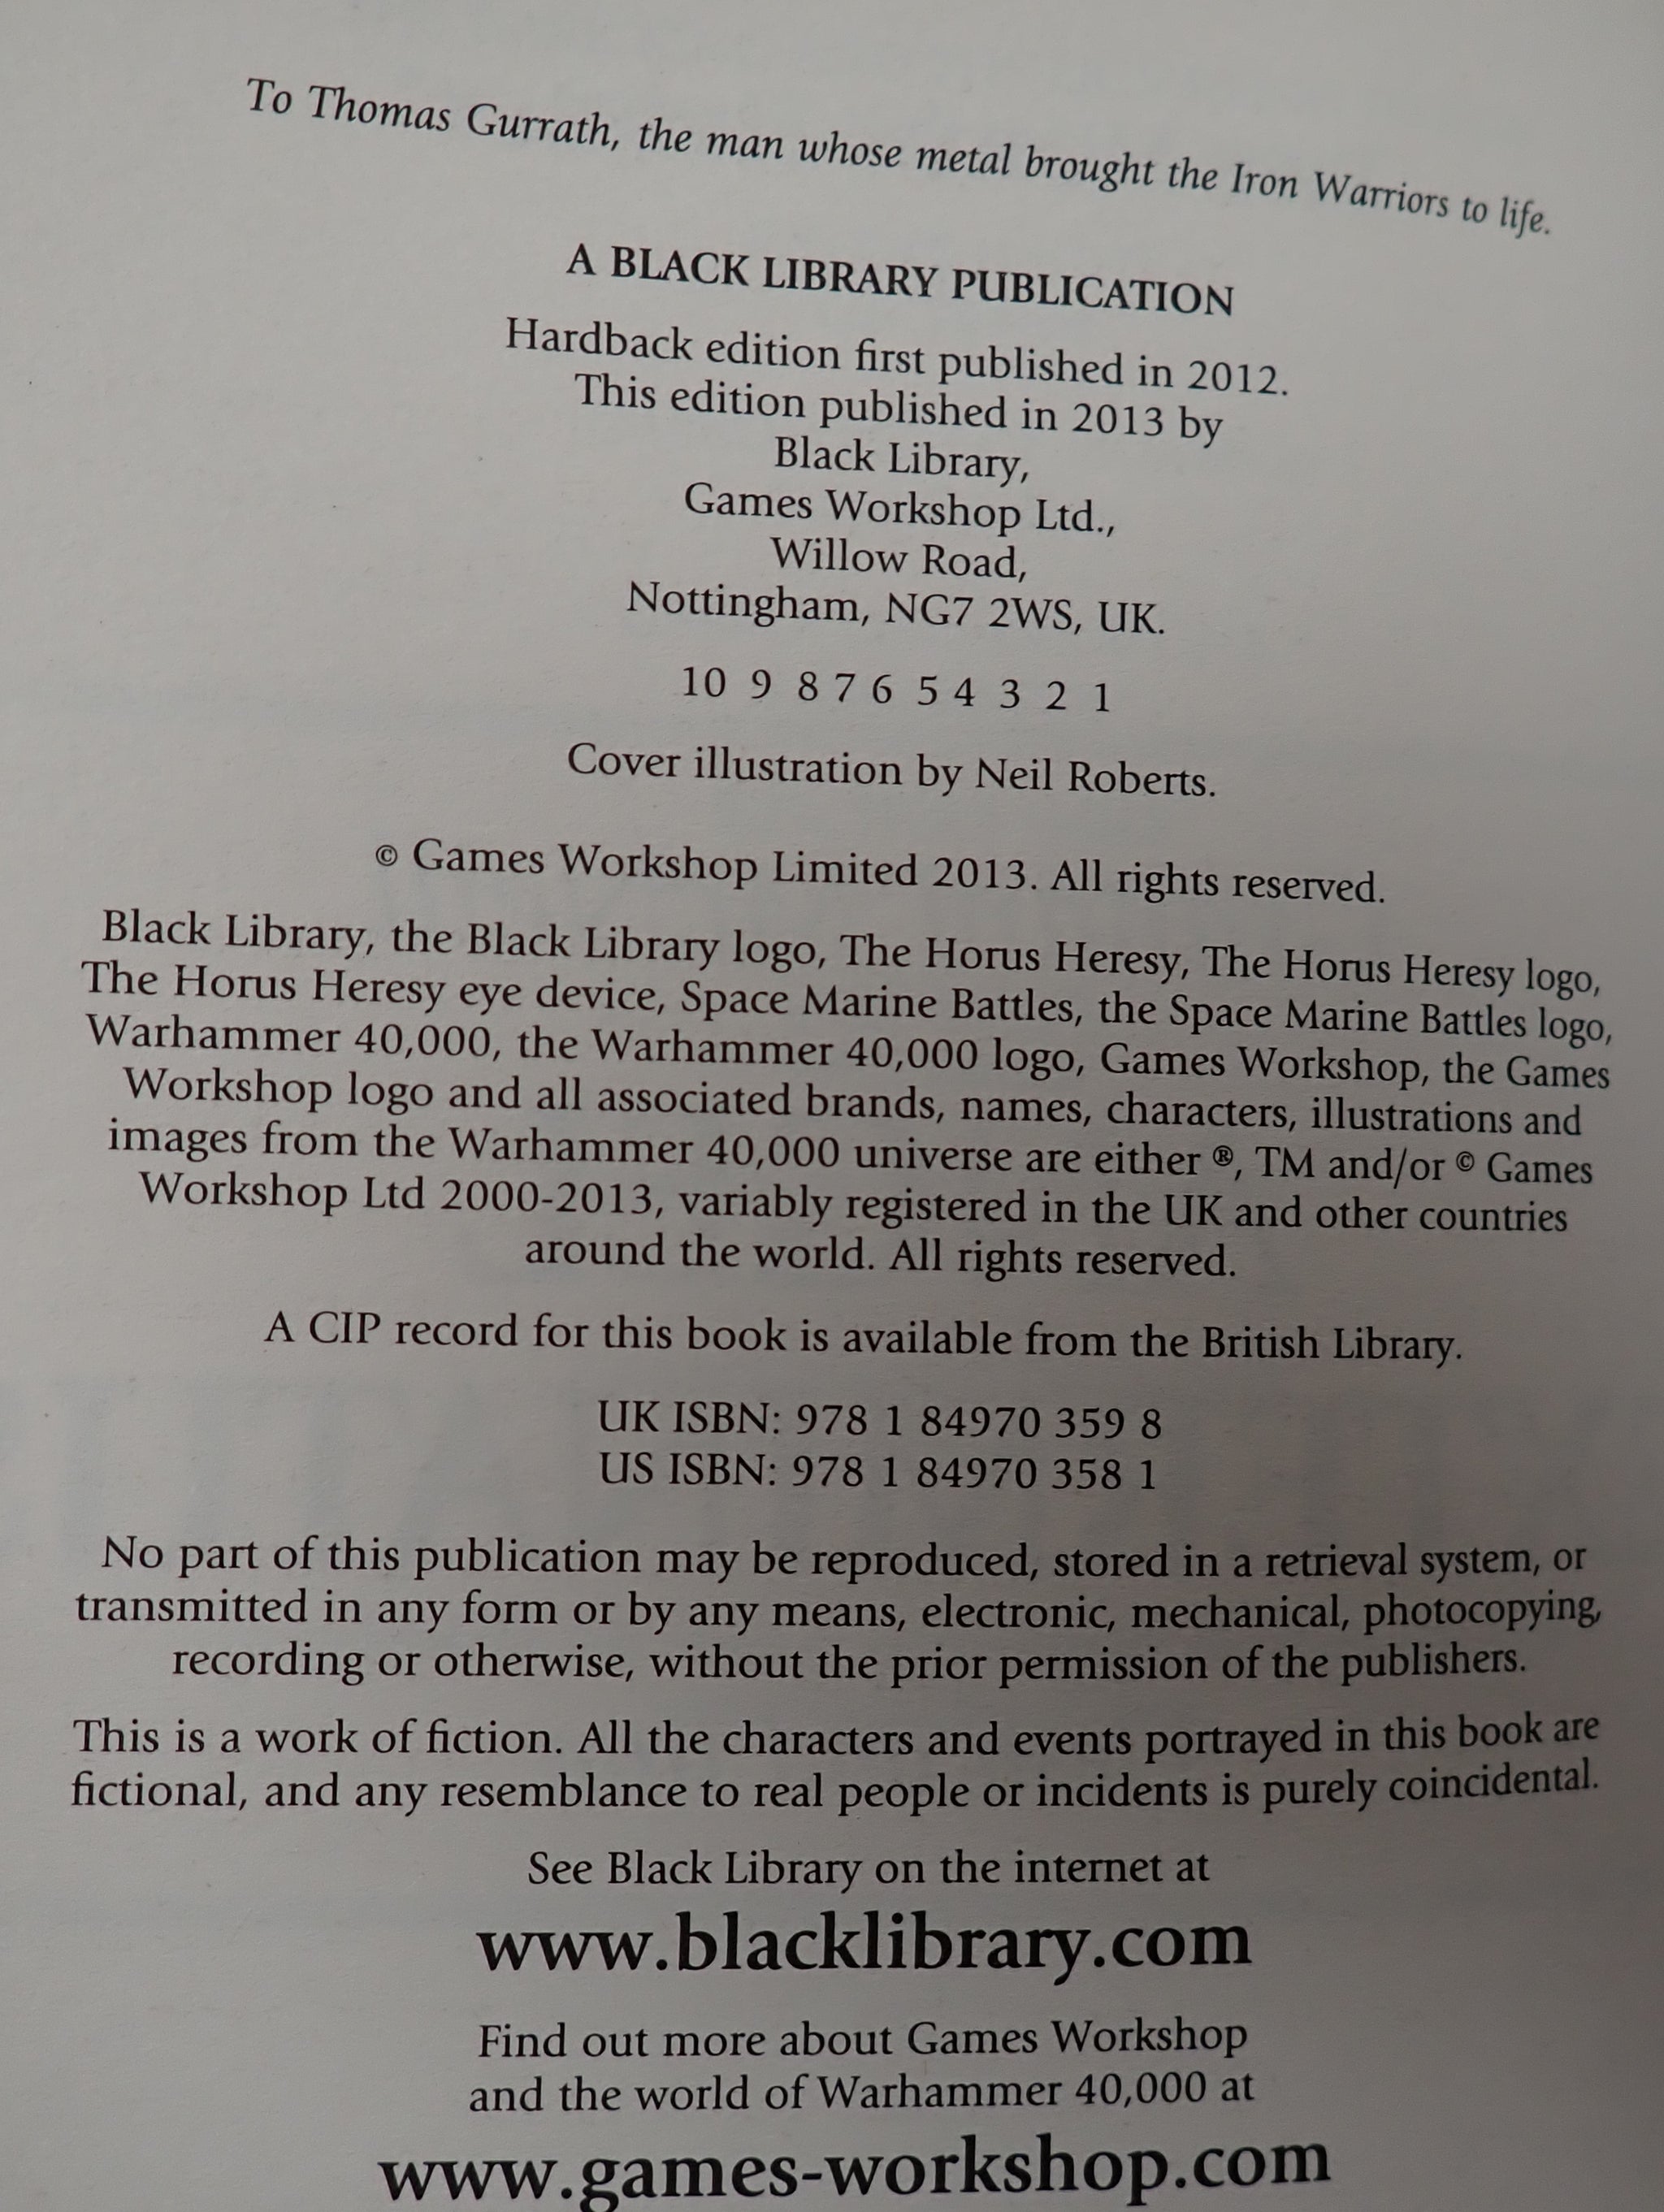 To Thomas Gurrath, the man whose metal brought the Iron Warriors to life.
A BLACK LIBRARY PUBLICATION
Hardback edition first published in 2012.
This edition published in 2013 by
Black Library,
Games Workshop Ltd.,
Willow Road,
Nottingham, NG7 2WS, UK.
10 9 8 7 6 5 4 3 2 1
Cover illustration by Neil Roberts.
© Games Workshop Limited 2013. All rights reserved.
Black Library, the Black Library logo, The Horus Heresy, The Horus Heresy logo,
The Horus Heresy eye device, Space Marine Battles, the Space Marine Battles logo,
Warhammer 40,000, the Warhammer 40,000 logo, Games Workshop, the Games
Workshop logo and all associated brands, names, characters, illustrations and
images from the Warhammer 40,000 universe are either ®, TM and/or © Games
Workshop Ltd 2000-2013, variably registered in the UK and other countries
around the world. All rights reserved.
A CIP record for this book is available from the British Library.
UK ISBN: 978 1 84970 359 8
US ISBN: 978 1 84970 358 1
No part of this publication may be reproduced, stored in a retrieval system, or
transmitted in any form or by any means, electronic, mechanical, photocopying,
recording or otherwise, without the prior permission of the publishers.
This is a work of fiction. All the characters and events portrayed in this book are
fictional, and any resemblance to real people or incidents is purely coincidental.
See Black Library on the internet at
www.blacklibrary.com
Find out more about Games Workshop
and the world of Warhammer 40,000 at
www.games-workshop.com